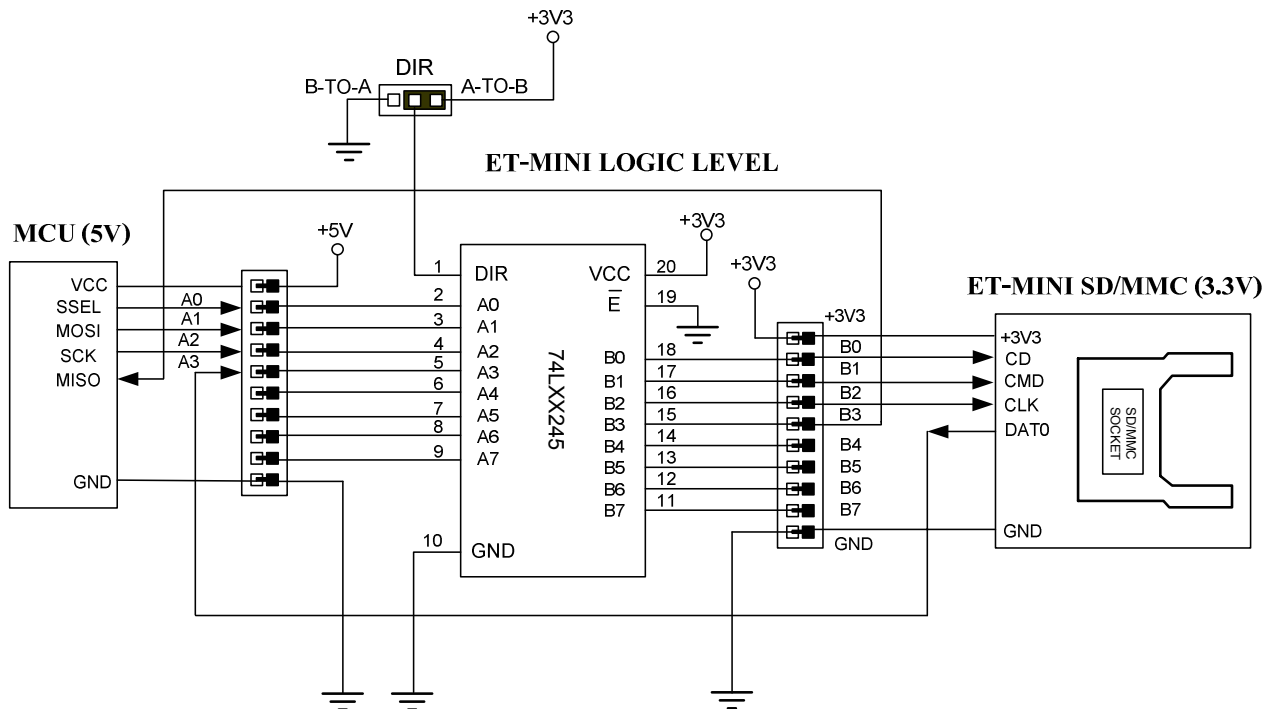 +3V3
DIR
B-TO-A
A-TO-B
ET-MINI LOGIC LEVEL
MCU (5V)
+5V
+3V3
+3V3
ET-MINI SD/MMC (3.3V)
VCC
SSEL
MOSI
SCK
MISO
GND
A0
A1
A2
A3
1
2
3
4
5
6
7
8
9
10
DIR
A0
A1
A2
A3
A4
A5
A6
A7
GND
74LXX245
VCC
E
B0
B1
B2
B3
B4
B5
B6
B7
20
19
18
17
16
15
14
13
12
11
+3V3
B0
B1
B2
B3
B4
B5
B6
B7
GND
+3V3
CD
CMD
CLK
DAT0
GND
SD/MMC
SOCKET